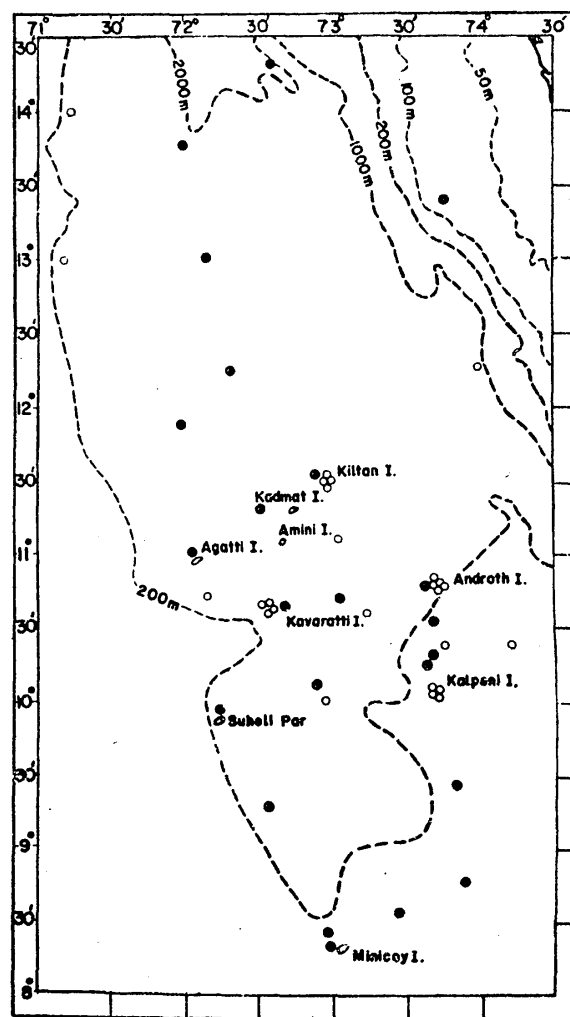 71° 30′ 72° 30′ 73° 30′ 74° 30′
30′
14°
30′
13°
30′
12°
30′
11°
30′
10°
30′
9°
30′
8°
2000m
1000m
200m
100m
50m
Kiltan I.
Kadmat I.
Amini I.
Agatti I.
Androth I.
200m
Kavaratti I.
Kalpeni I.
Suheli Par
Minicoy I.